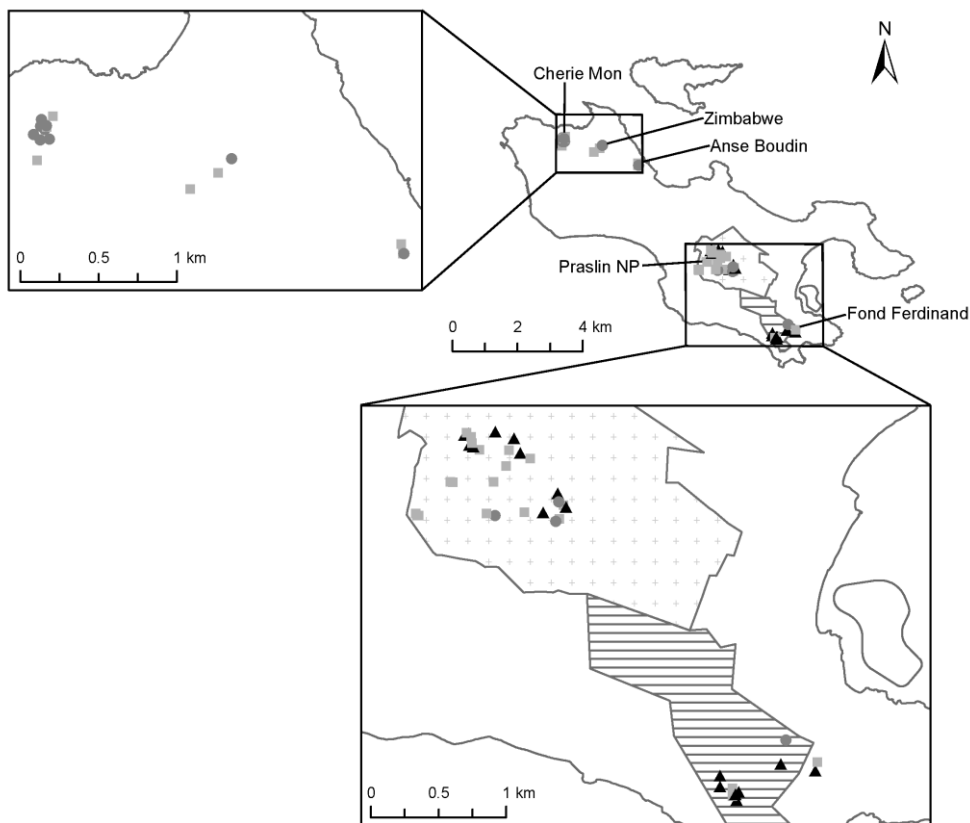 N
Cherie Mon
Zimbabwe
Anse Boudin
0 0.5 1 km
Praslin NP
Fond Ferdinand
0 2 4 km
0 0.5 1 km